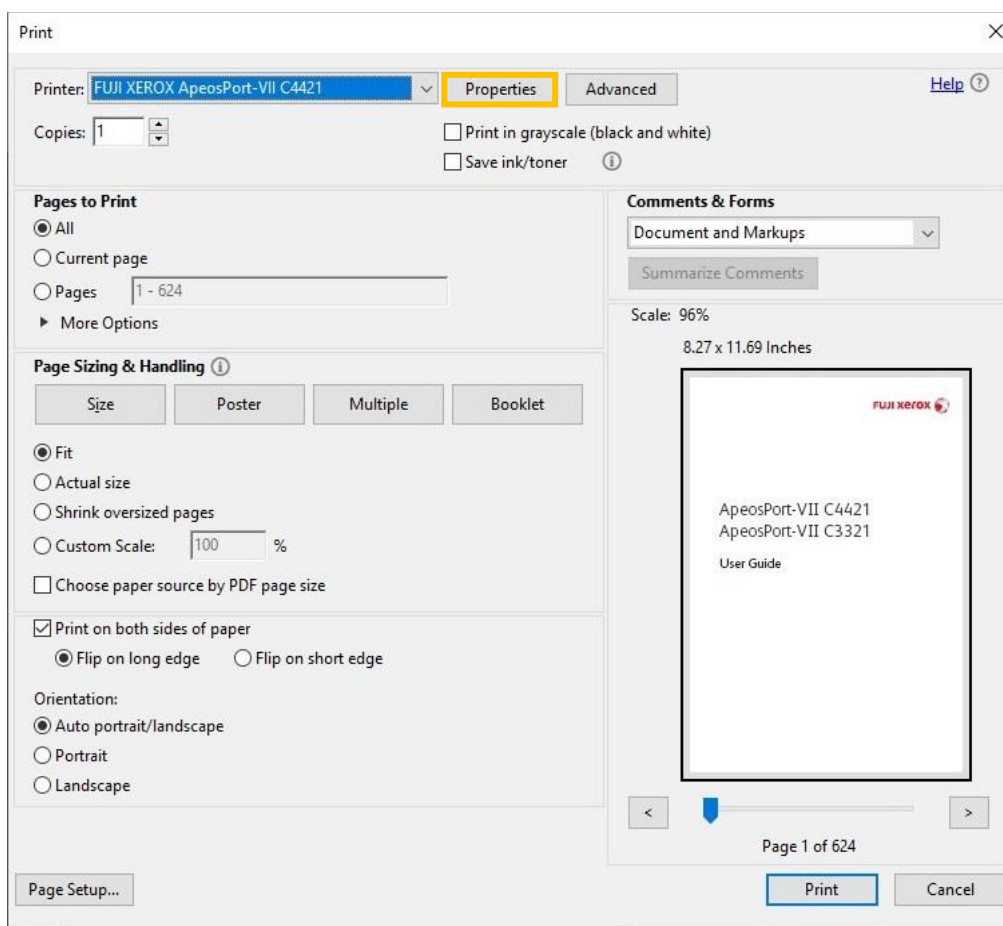 Print
Printer: FUJI XEROX ApeosPort-VII C4421 Properties Advanced Help
Copies: 1 Print in grayscale (black and white)
Save ink/toner
Pages to Print
All
Current page
Pages 1 - 624
More Options
Page Sizing & Handling
Size Poster Multiple Booklet
Fit
Actual size
Shrink oversized pages
Custom Scale: 100 %
Choose paper source by PDF page size
Print on both sides of paper
Flip on long edge Flip on short edge
Orientation:
Auto portrait/landscape
Portrait
Landscape
Comments & Forms
Document and Markups
Summarize Comments
Scale: 96%
8.27 x 11.69 Inches
FUJI xerox
ApeosPort-VII C4421
ApeosPort-VII C3321
User Guide
< >
Page 1 of 624
Page Setup... Print Cancel